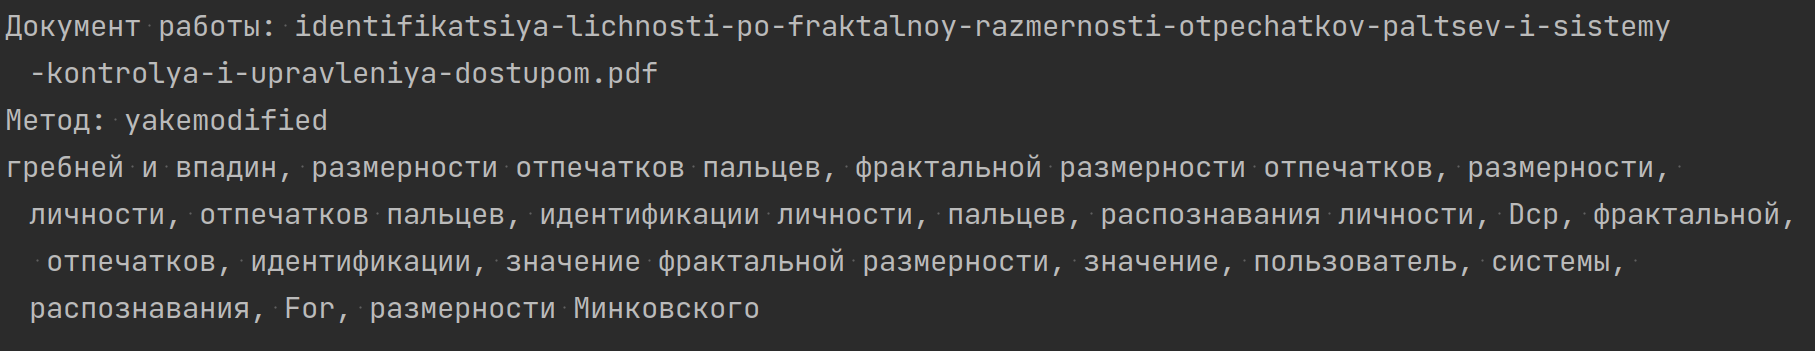 Документ работы: identifikatsiya-lichnosti-po-fraktalnoy-razmernosti-otpechatkov-paltsev-i-sistemy
-kontrolya-i-upravleniya-dostupom.pdf
Метод: yakemodified
гребней и впадин, размерности отпечатков пальцев, фрактальной размерности отпечатков, размерности,
личности, отпечатков пальцев, идентификации личности, пальцев, распознавания личности, Dср, фрактальной,
отпечатков, идентификации, значение фрактальной размерности, значение, пользователь, системы,
распознавания, For, размерности Минковского